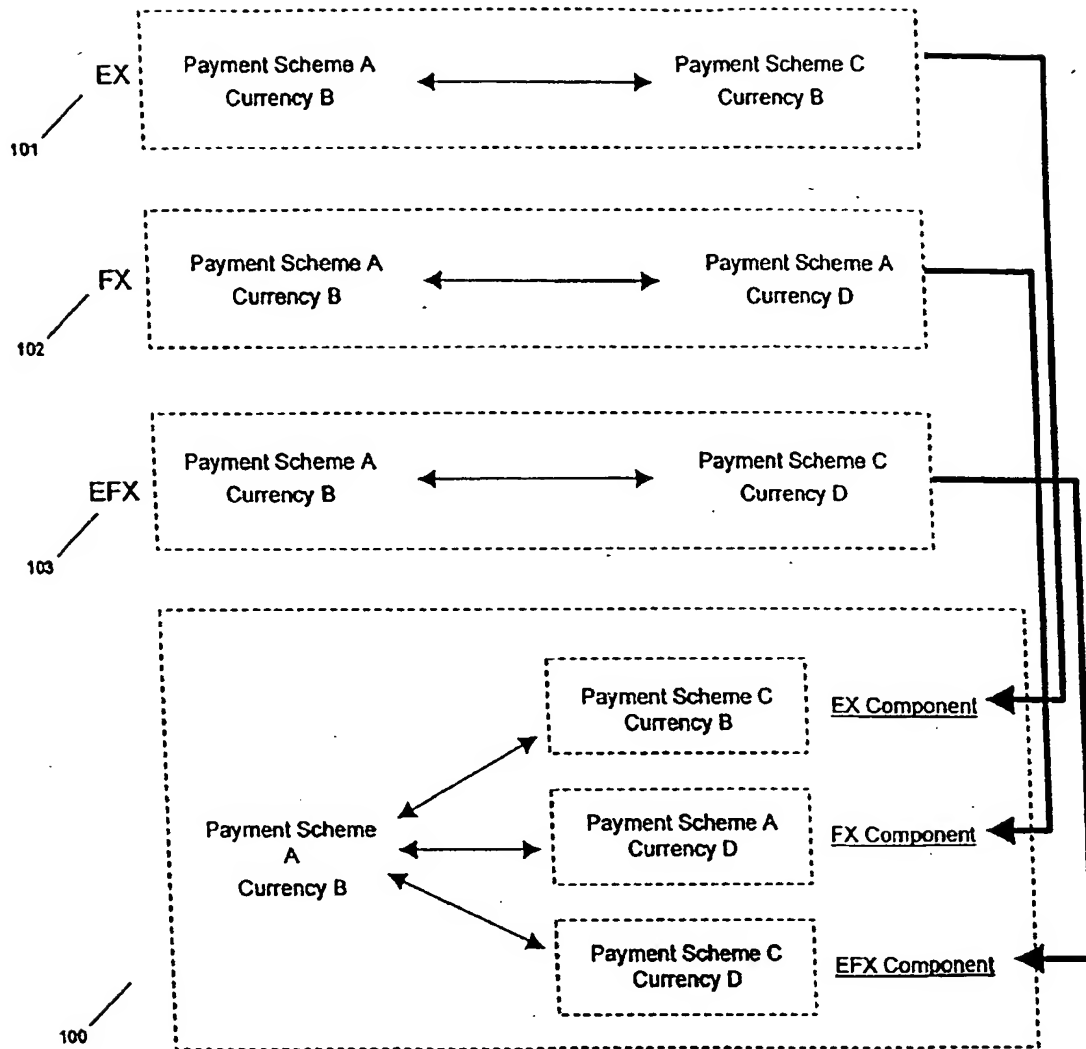 EX
Payment Scheme A
Currency B
Payment Scheme C
Currency B
101
FX
Payment Scheme A
Currency B
Payment Scheme A
Currency D
102
EFX
Payment Scheme A
Currency B
Payment Scheme C
Currency D
103
Payment Scheme C
Currency B
EX Component
Payment Scheme
A
Currency B
Payment Scheme A
Currency D
FX Component
Payment Scheme C
Currency D
EFX Component
100